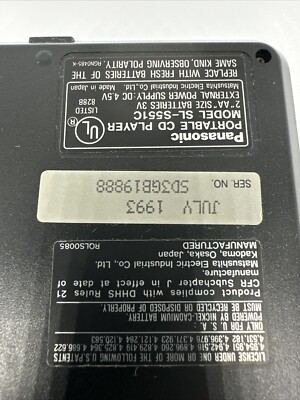 LICENSE UNDER ONE OR MORE OF THE FOLLOWING U.S.PATENTS
(ONLY FOR U.S.A.)
NICKEL-CADMIUM BATTERY
MUST BE RECYCLED OR DISPOSED PROPERLY.
Product complies with DHHS Rules 21
CFR Subchapter J in effect at date of
manufacture.
Matsushita Electric Industrial Co., Ltd.
Kadoma, Osaka, Japan
MANUFACTURED
RQLS0085
JULY 1993
SER. NO. SD3GB19888
Panasonic
PORTABLE CD PLAYER
MODEL SL-S551C
UL
LISTED
828B
2"AA" SIZE BATTERIES 3V
EXTERNAL POWER SUPPLY:DC 4.5V
Matsushita Electric Industrial Co., Ltd. Made in Japan
REPLACE WITH FRESH BATTERIES OF THE
SAME KIND, OBSERVING POLARITY.